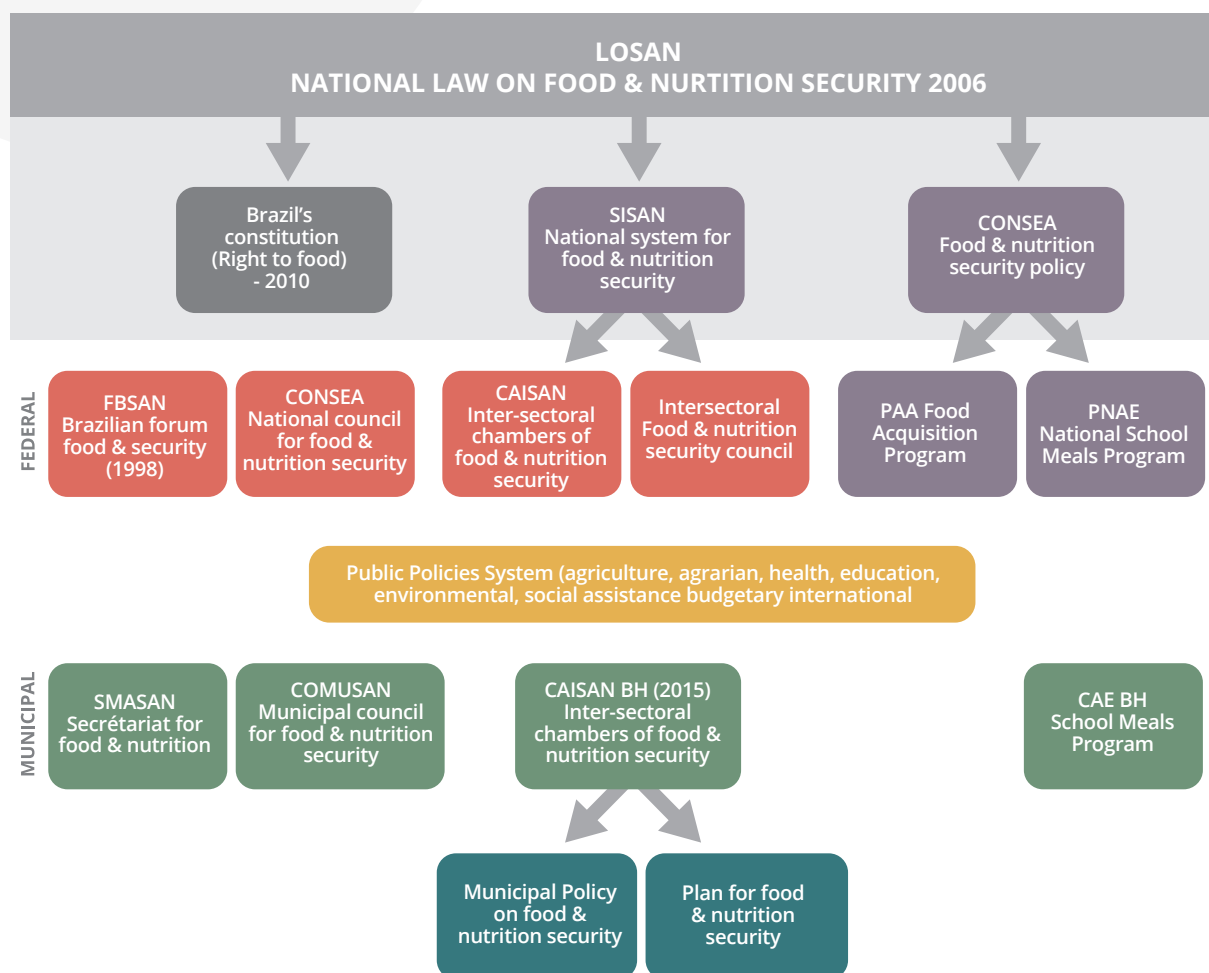 LOSAN
NATIONAL LAW ON FOOD & NURTITION SECURITY 2006
Brazil's
constitution
(Right to food)
- 2010
SISAN
National system for
food & nutrition
security
CONSEA
Food & nutrition
security policy
FEDERAL
FBSAN
Brazilian forum
food & security
(1998)
CONSEA
National council
for food &
nutrition security
CAISAN
Inter-sectoral
chambers of
food & nutrition
security
Intersectoral
Food & nutrition
security council
PAA Food
Acquisition
Program
PNAE
National School
Meals Program
Public Policies System (agriculture, agrarian, health, education,
environmental, social assistance budgetary international
MUNICIPAL
SMASAN
Secrétariat for
food & nutrition
COMUSAN
Municipal council
for food & nutrition
security
CAISAN BH (2015)
Inter-sectoral
chambers of food &
nutrition security
CAE BH
School Meals
Program
Municipal Policy
on food &
nutrition security
Plan for food
& nutrition
security